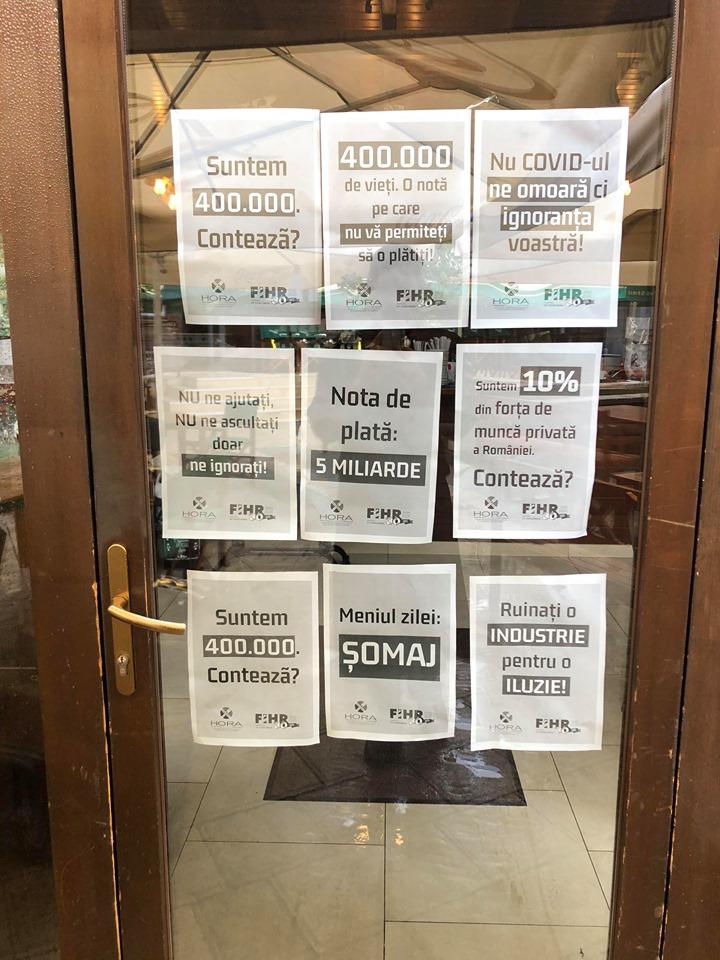 Suntem
400.000.
Contează?
HORA
FIHR
400.000
de vieți. O notă
pe care
nu vă permiteți
să o plătiți!
HORA
FIHR
Nu COVID-ul
ne omoară ci
ignoranța
voastră!
HORA
FIHR
NU ne ajutați,
NU ne ascultați
doar
ne ignorați!
HORA
FIHR
Nota de
plată:
5 MILIARDE
HORA
FIHR
Suntem 10%
din forța de
muncă privată
a României.
Contează?
HORA
FIHR
Suntem
400.000.
Contează?
HORA
FIHR
Meniul zilei:
ȘOMAJ
HORA
FIHR
Ruinați o
INDUSTRIE
pentru o
ILUZIE!
HORA
FIHR